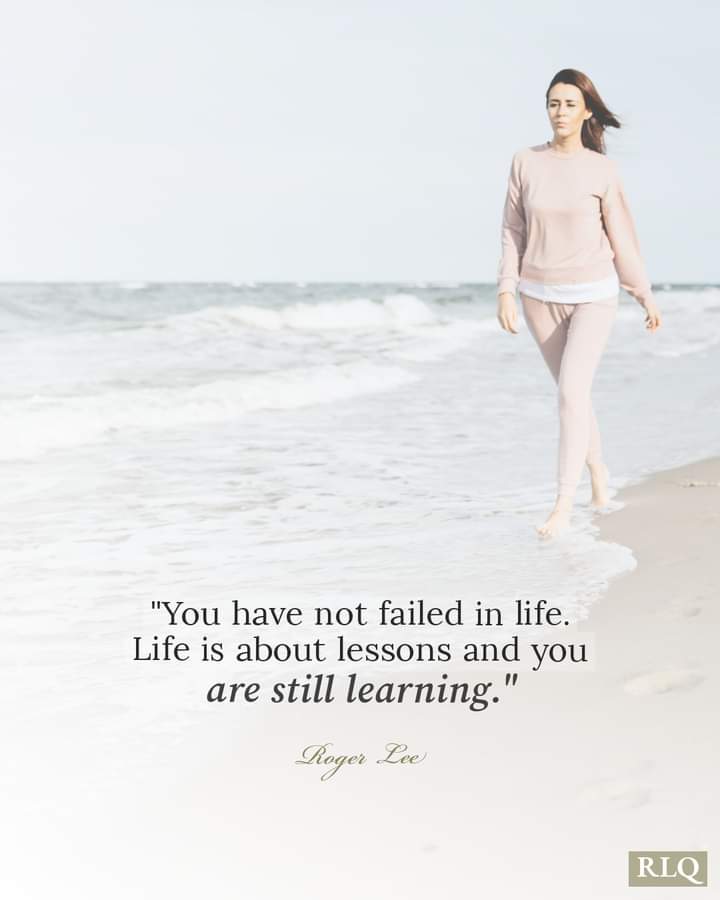 "You have not failed in life.
Life is about lessons and you
are still learning."
Roger Lee
RLQ